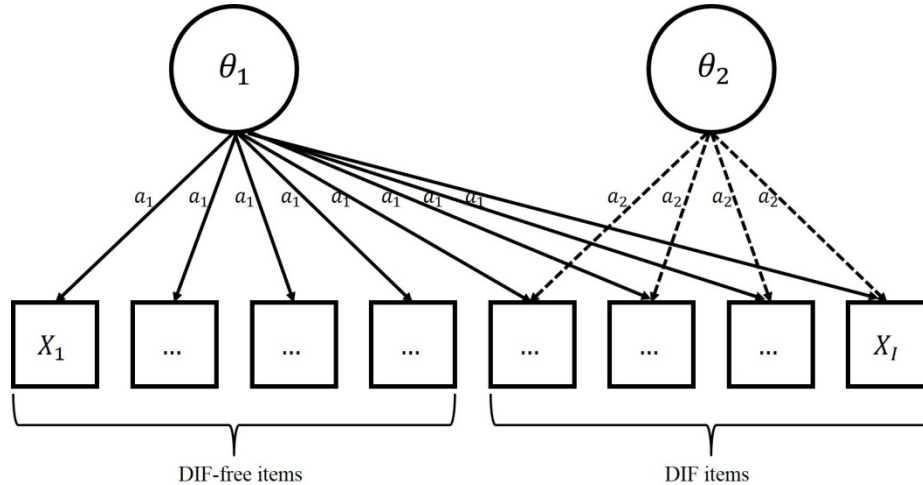 θ₁ θ₂
a₁ a₁ a₁ a₁ a₁ a₁ a₁ a₁ a₂ a₂ a₂ a₂
X₁ ... ... ... ... ... ... X_I
DIF-free items DIF items